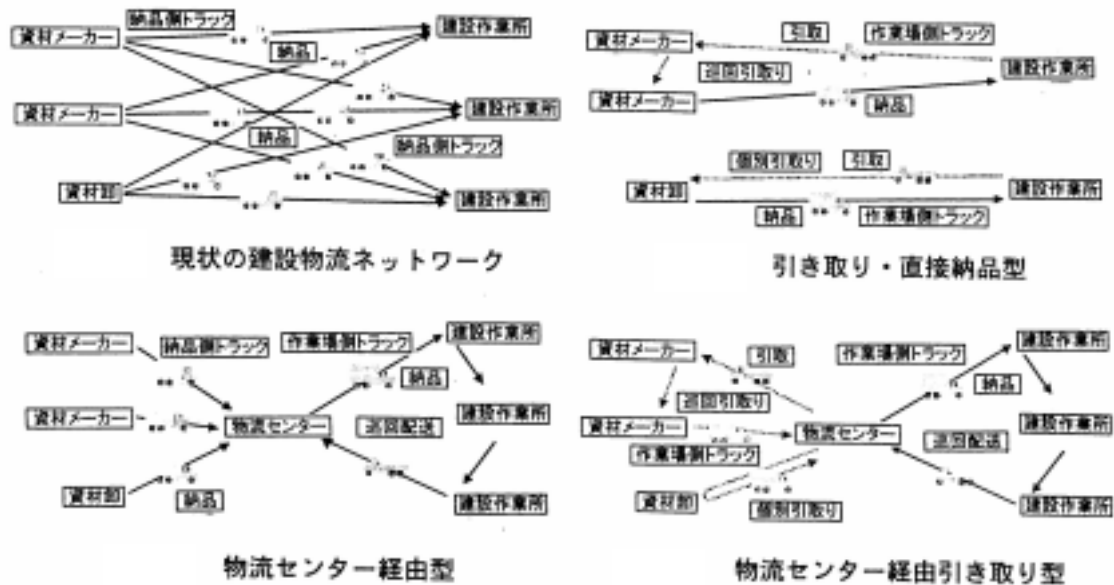 納品側トラック
資材メーカー
建設作業所
納品
資材メーカー
建設作業所
納品
納品側トラック
資材卸
建設作業所
現状の建設物流ネットワーク
引取
作業場側トラック
資材メーカー
巡回引取り
建設作業所
資材メーカー
納品
個別引取り
引取
資材卸
建設作業所
納品
作業場側トラック
引き取り・直接納品型
資材メーカー
納品側トラック
作業場側トラック
建設作業所
納品
資材メーカー
物流センター
巡回配送
建設作業所
資材卸
納品
建設作業所
物流センター経由型
資材メーカー
引取
作業場側トラック
建設作業所
納品
巡回引取り
資材メーカー
物流センター
巡回配送
建設作業所
作業場側トラック
資材卸
個別引取り
建設作業所
物流センター経由引き取り型